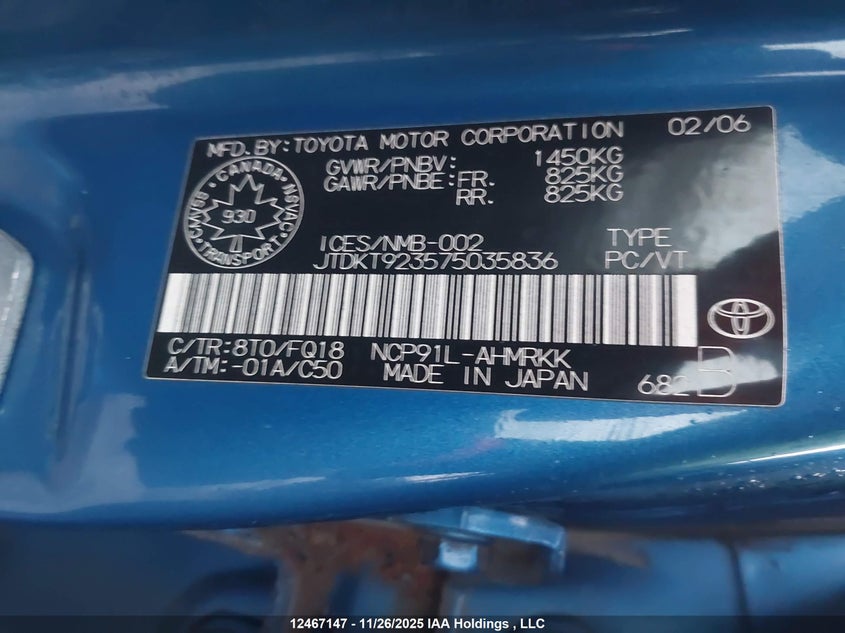 MFD. BY: TOYOTA MOTOR CORPORATION 02/06
GVWR/PNBV: 1450KG
GAWR/PNBE: FR. 825KG
RR. 825KG
CANADA
CMVSS NSVAC
930
TRANSPORT
ICES/NMB-002 TYPE
JTDKT923575035836 PC/VT
C/TR: 8T0/FQ18 NCP91L-AHMRKK
A/TM: -01A/C50 MADE IN JAPAN 682 B
12467147 - 11/26/2025 IAA Holdings , LLC